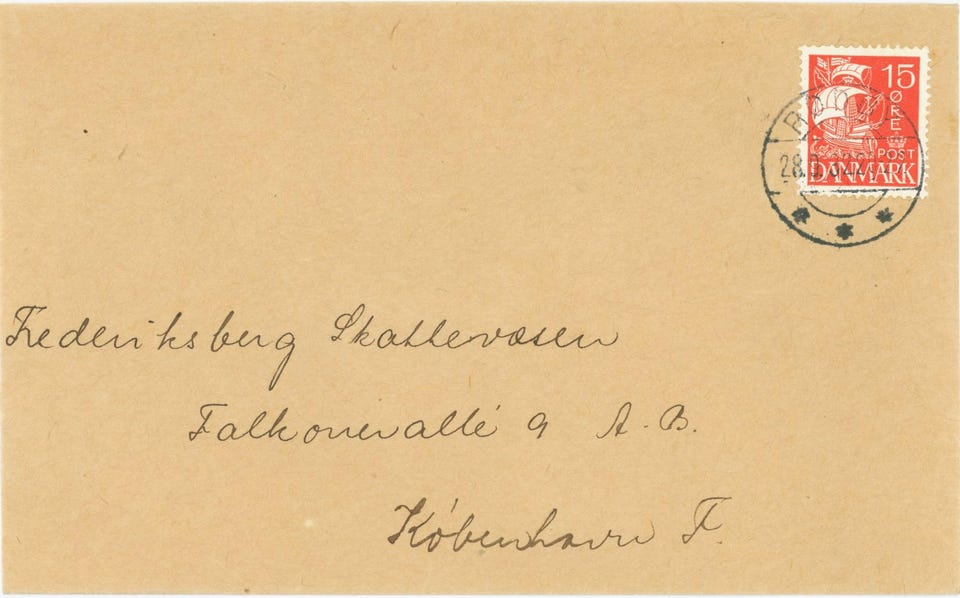 15
ØRE
POST
DANMARK
Frederiksberg Skattevæsen
Falkonerallé 9 A. B.
København F.